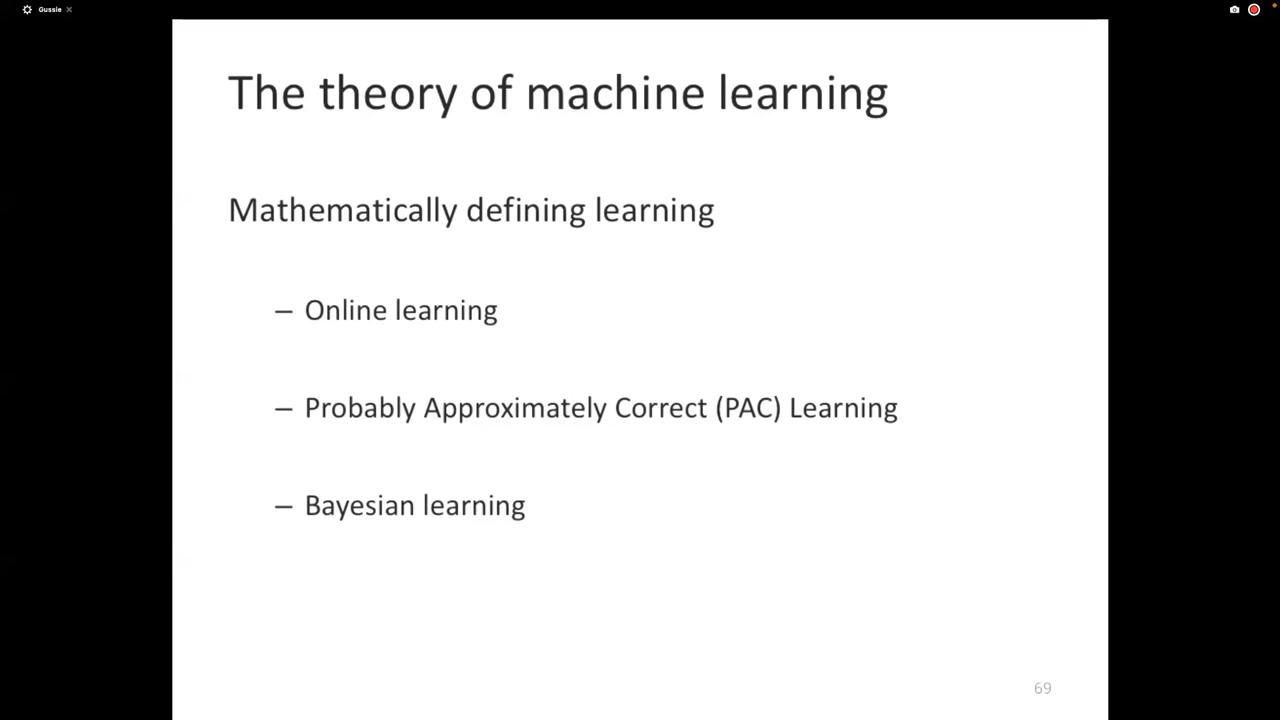 Gussie
The theory of machine learning
Mathematically defining learning
– Online learning
– Probably Approximately Correct (PAC) Learning
– Bayesian learning
69